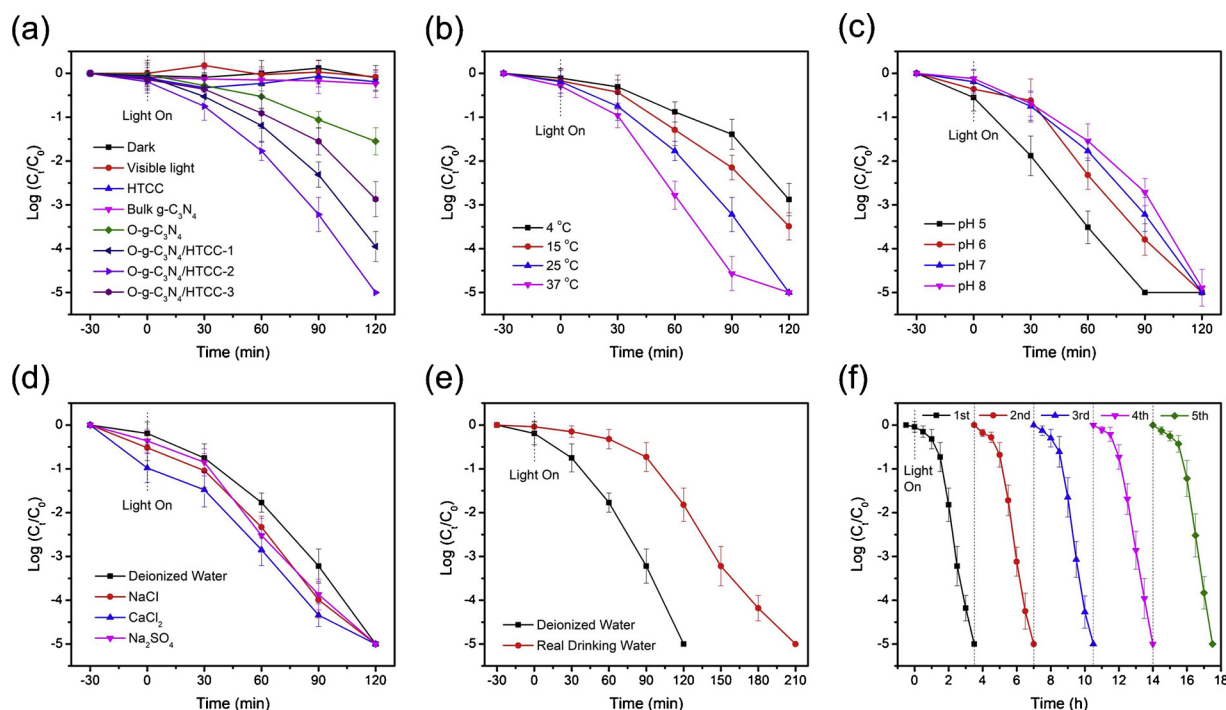 (a)
Log (Cₜ/C₀)
0
-1
-2
-3
-4
-5
Light On
Dark
Visible light
HTCC
Bulk g-C₃N₄
O-g-C₃N₄
O-g-C₃N₄/HTCC-1
O-g-C₃N₄/HTCC-2
O-g-C₃N₄/HTCC-3
-30 0 30 60 90 120
Time (min)
(b)
Log (Cₜ/C₀)
0
-1
-2
-3
-4
-5
Light On
4 °C
15 °C
25 °C
37 °C
-30 0 30 60 90 120
Time (min)
(c)
Log (Cₜ/C₀)
0
-1
-2
-3
-4
-5
Light On
pH 5
pH 6
pH 7
pH 8
-30 0 30 60 90 120
Time (min)
(d)
Log (Cₜ/C₀)
0
-1
-2
-3
-4
-5
Light On
Deionized Water
NaCl
CaCl₂
Na₂SO₄
-30 0 30 60 90 120
Time (min)
(e)
Log (Cₜ/C₀)
0
-1
-2
-3
-4
-5
Light On
Deionized Water
Real Drinking Water
-30 0 30 60 90 120 150 180 210
Time (min)
(f)
Log (Cₜ/C₀)
0
-1
-2
-3
-4
-5
1st 2nd 3rd 4th 5th
Light
On
0 2 4 6 8 10 12 14 16 18
Time (h)